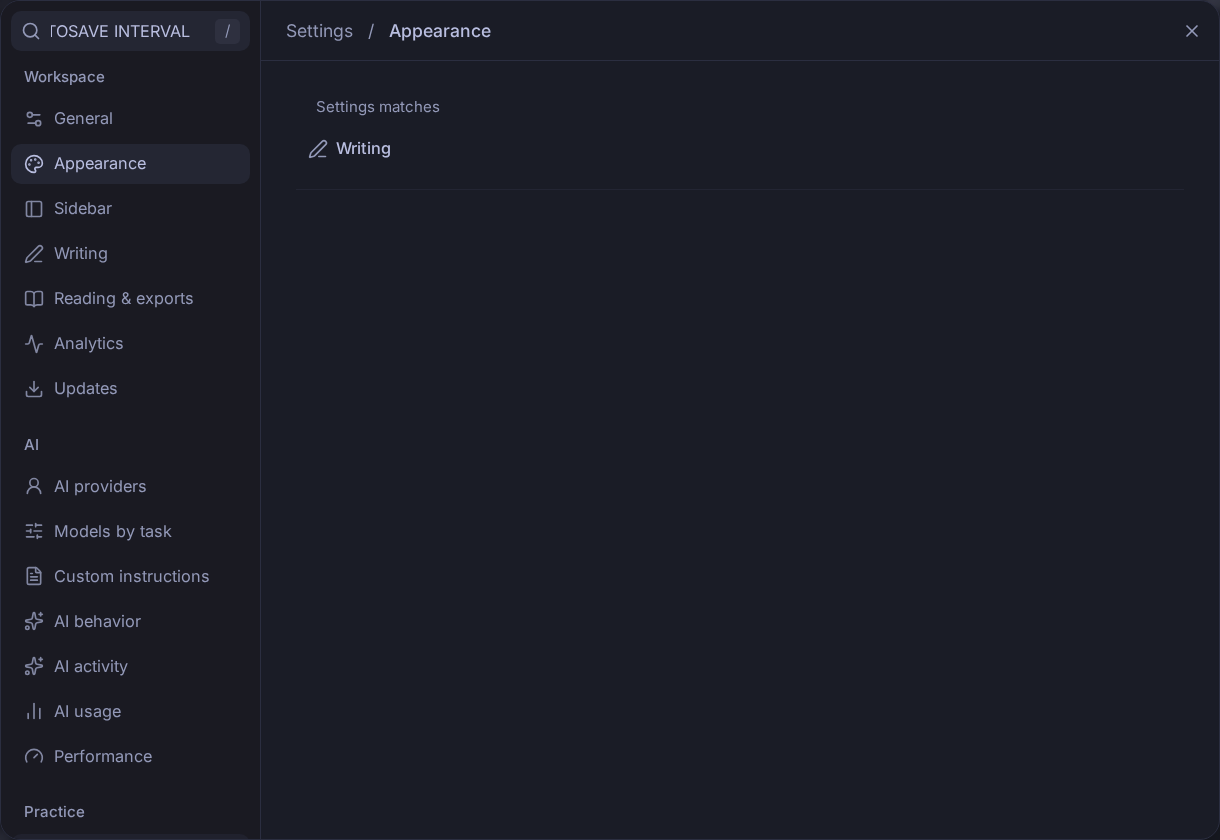 TOSAVE INTERVAL /
Workspace
General
Appearance
Sidebar
Writing
Reading & exports
Analytics
Updates
AI
AI providers
Models by task
Custom instructions
AI behavior
AI activity
AI usage
Performance
Practice
Settings / Appearance
Settings matches
Writing